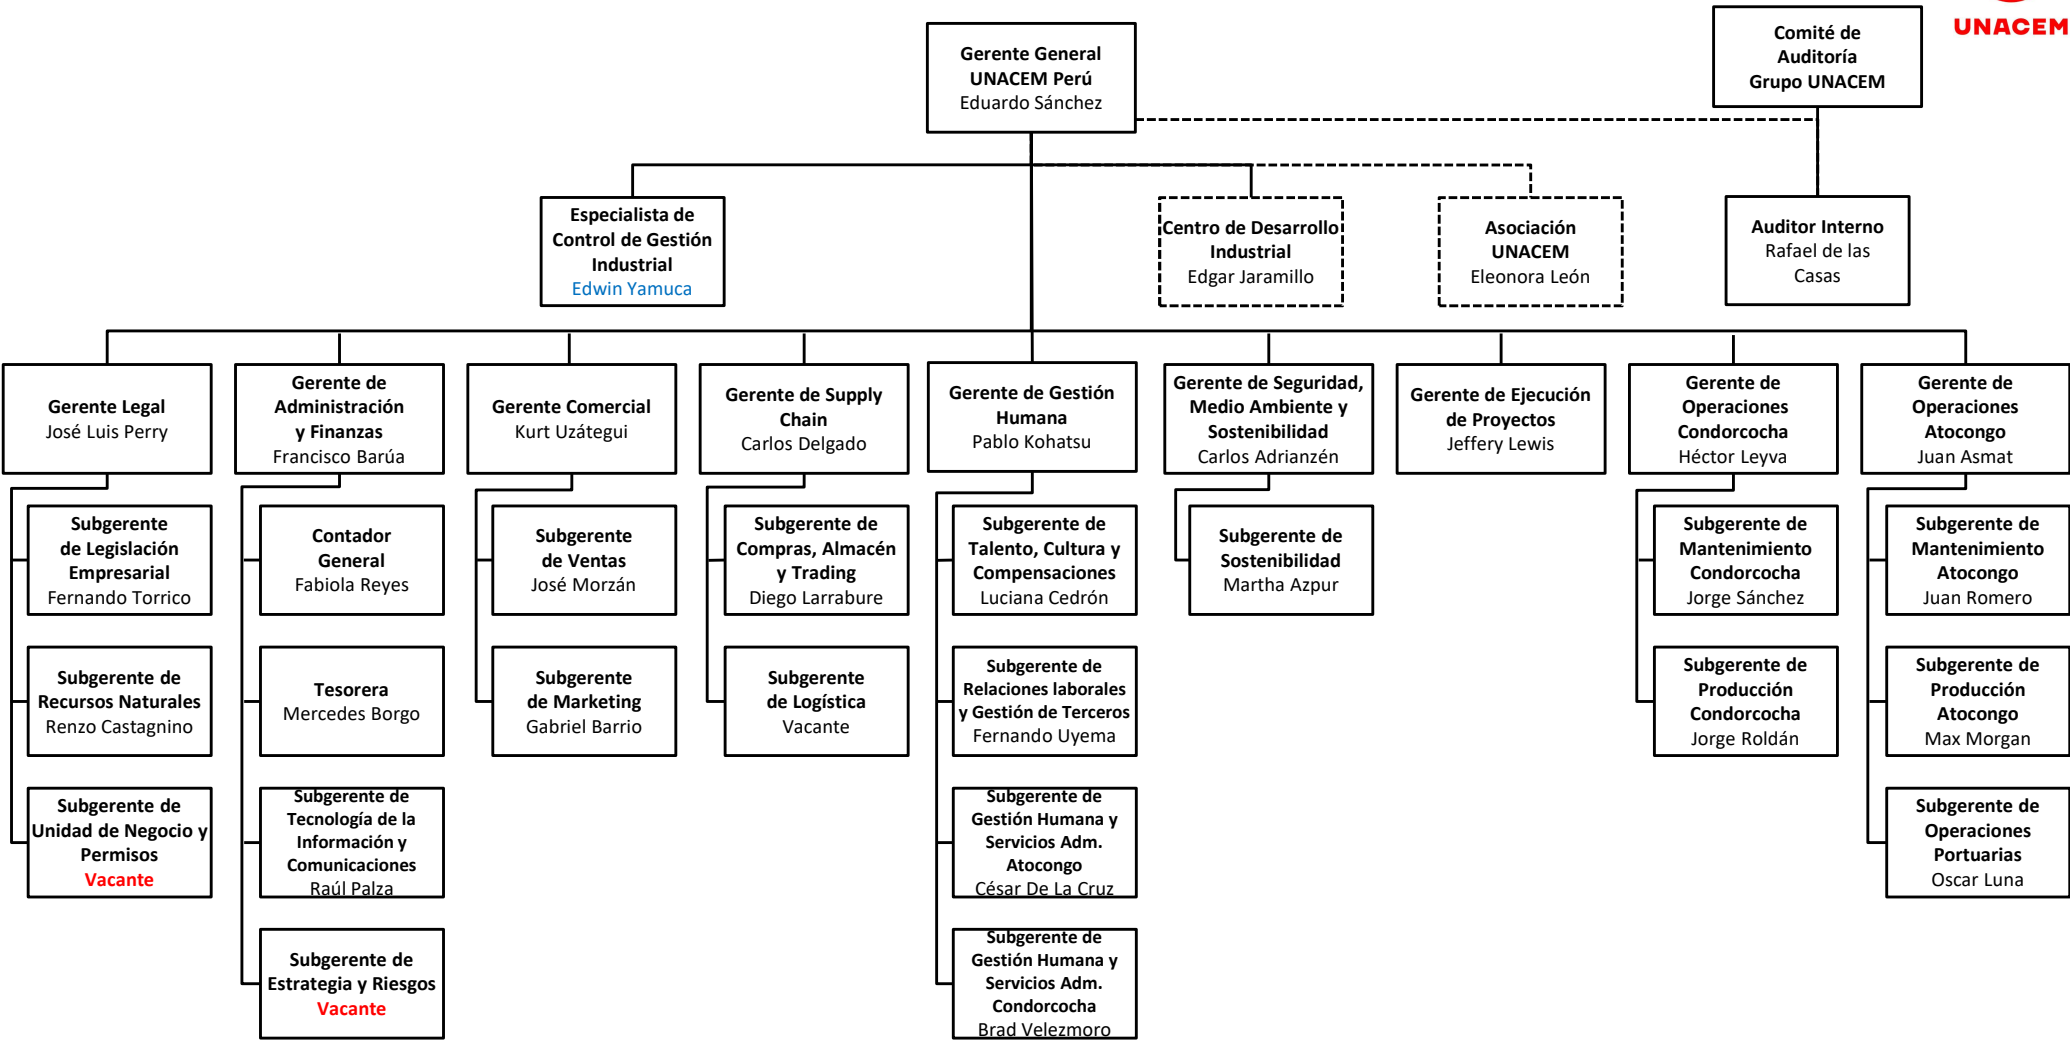 UNACEM
Gerente General
UNACEM Perú
Eduardo Sánchez
Comité de
Auditoría
Grupo UNACEM
Especialista de
Control de Gestión
Industrial
Edwin Yamuca
Centro de Desarrollo
Industrial
Edgar Jaramillo
Asociación
UNACEM
Eleonora León
Auditor Interno
Rafael de las
Casas
Gerente Legal
José Luis Perry
Gerente de
Administración
y Finanzas
Francisco Barúa
Gerente Comercial
Kurt Uzátegui
Gerente de Supply
Chain
Carlos Delgado
Gerente de Gestión
Humana
Pablo Kohatsu
Gerente de Seguridad,
Medio Ambiente y
Sostenibilidad
Carlos Adrianzén
Gerente de Ejecución
de Proyectos
Jeffery Lewis
Gerente de
Operaciones
Condorcocha
Héctor Leyva
Gerente de
Operaciones
Atocongo
Juan Asmat
Subgerente
de Legislación
Empresarial
Fernando Torrico
Contador
General
Fabiola Reyes
Subgerente
de Ventas
José Morzán
Subgerente de
Compras, Almacén
y Trading
Diego Larrabure
Subgerente de
Talento, Cultura y
Compensaciones
Luciana Cedrón
Subgerente de
Sostenibilidad
Martha Azpur
Subgerente de
Mantenimiento
Condorcocha
Jorge Sánchez
Subgerente de
Mantenimiento
Atocongo
Juan Romero
Subgerente de
Recursos Naturales
Renzo Castagnino
Tesorera
Mercedes Borgo
Subgerente
de Marketing
Gabriel Barrio
Subgerente
de Logística
Vacante
Subgerente de
Relaciones laborales
y Gestión de Terceros
Fernando Uyema
Subgerente de
Producción
Condorcocha
Jorge Roldán
Subgerente de
Producción
Atocongo
Max Morgan
Subgerente de
Unidad de Negocio y
Permisos
Vacante
Subgerente de
Tecnología de la
Información y
Comunicaciones
Raúl Palza
Subgerente de
Gestión Humana y
Servicios Adm.
Atocongo
César De La Cruz
Subgerente de
Operaciones
Portuarias
Oscar Luna
Subgerente de
Estrategia y Riesgos
Vacante
Subgerente de
Gestión Humana y
Servicios Adm.
Condorcocha
Brad Velezmoro